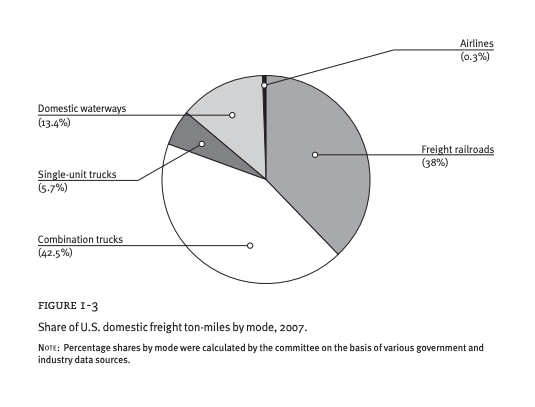 Airlines
(0.3%)
Domestic waterways
(13.4%)
Freight railroads
(38%)
Single-unit trucks
(5.7%)
Combination trucks
(42.5%)
FIGURE 1-3
Share of U.S. domestic freight ton-miles by mode, 2007.
NOTE: Percentage shares by mode were calculated by the committee on the basis of various government and
industry data sources.